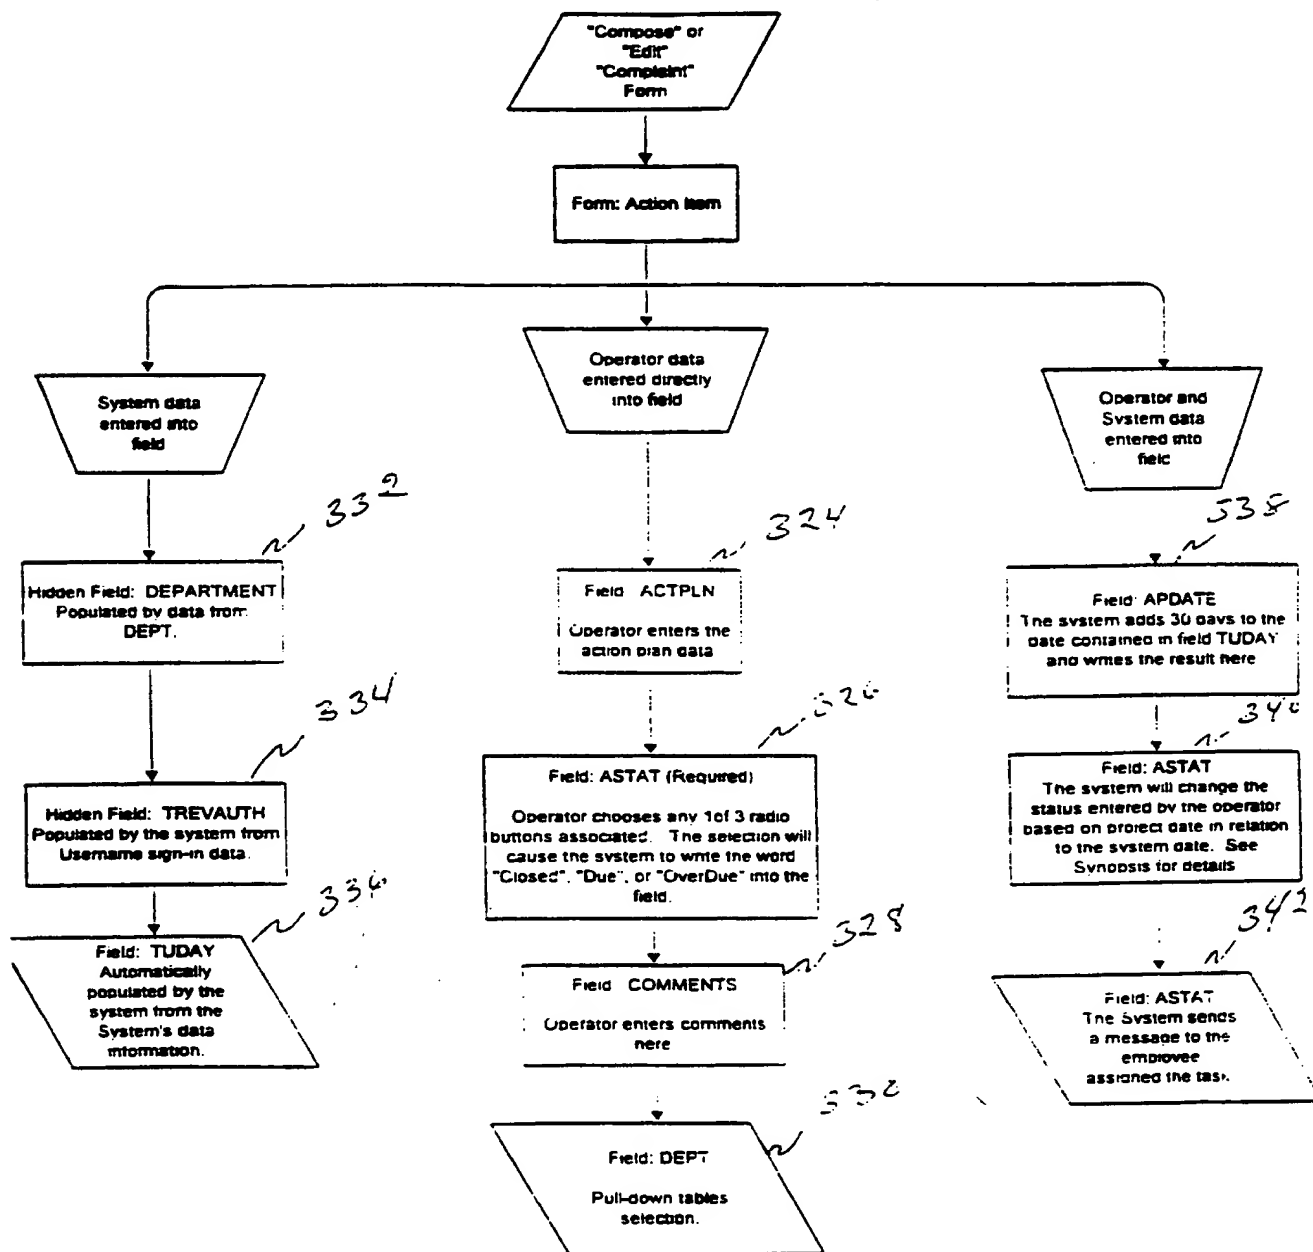 "Compose" or
"Edit"
"Complaint"
Form
Form: Action Item
System data
entered into
field
Operator data
entered directly
into field
Operator and
System data
entered into
field
332
Hidden Field: DEPARTMENT
Populated by data from
DEPT.
334
Hidden Field: TREVAUTH
Populated by the system from
Username sign-in data.
336
Field: TUDAY
Automatically
populated by the
system from the
System's data
information.
324
Field ACTPLN
Operator enters the
action plan data
326
Field: ASTAT (Required)
Operator chooses any 1of 3 radio
buttons associated. The selection will
cause the system to write the word
"Closed", "Due", or "OverDue" into the
field.
328
Field COMMENTS
Operator enters comments
here
330
Field: DEPT
Pull-down tables
selection.
338
Field: APDATE
The system adds 30 days to the
date contained in field TUDAY
and writes the result here
340
Field: ASTAT
The system will change the
status entered by the operator
based on project date in relation
to the system date. See
Synopsis for details
342
Field: ASTAT
The System sends
a message to the
employee
assigned the task.